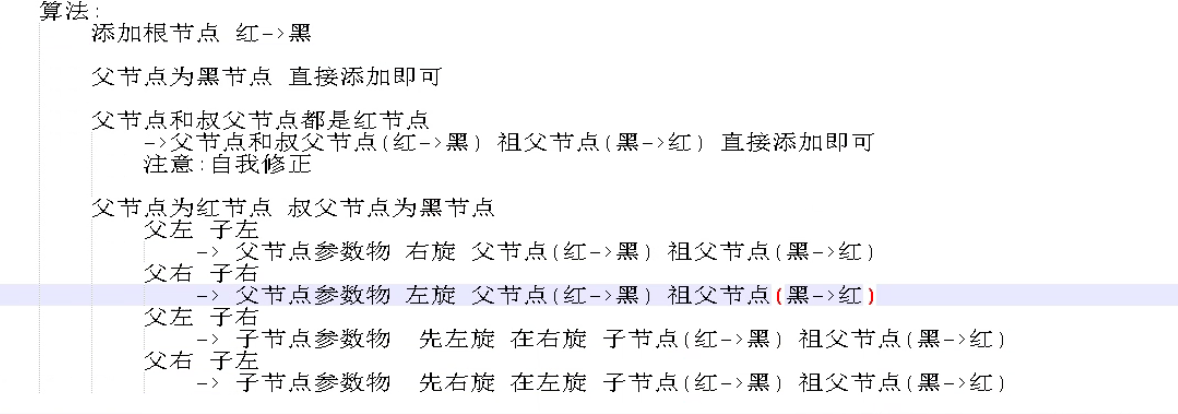 算法:
添加根节点 红->黑
父节点为黑节点 直接添加即可
父节点和叔父节点都是红节点
->父节点和叔父节点(红->黑) 祖父节点(黑->红) 直接添加即可
注意:自我修正
父节点为红节点 叔父节点为黑节点
父左 子左
-> 父节点参数物 右旋 父节点(红->黑) 祖父节点(黑->红)
父右 子右
-> 父节点参数物 左旋 父节点(红->黑) 祖父节点(黑->红)
父左 子右
-> 子节点参数物 先左旋 在右旋 子节点(红->黑) 祖父节点(黑->红)
父右 子左
-> 子节点参数物 先右旋 在左旋 子节点(红->黑) 祖父节点(黑->红)